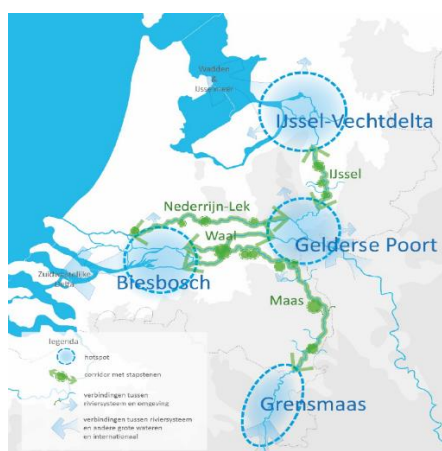 Wadden
&
IJsselmeer
IJssel-Vechtdelta
IJssel
Nederrijn-Lek
Waal
Gelderse Poort
Zuidwestelijke
Delta
Biesbosch
Maas
Grensmaas
legenda
hotspot
corridor met stapstenen
verbindingen tussen
riviersysteem en omgeving
verbindingen tussen riviersysteem
en andere grote wateren
en internationaal